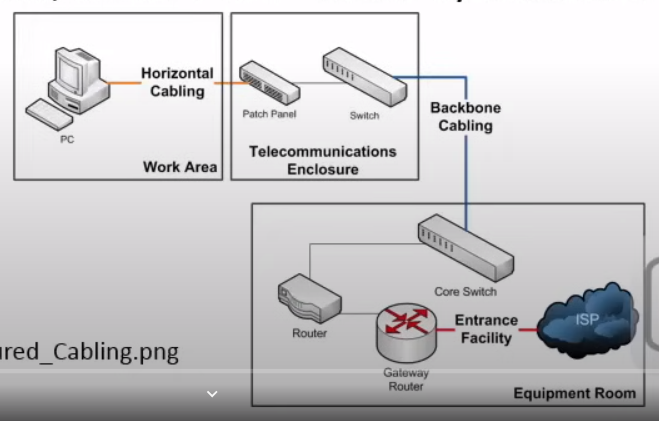 Horizontal
Cabling
PC
Work Area
Patch Panel
Switch
Telecommunications
Enclosure
Backbone
Cabling
Core Switch
Router
Gateway
Router
Entrance
Facility
ISP
Equipment Room
ured_Cabling.png